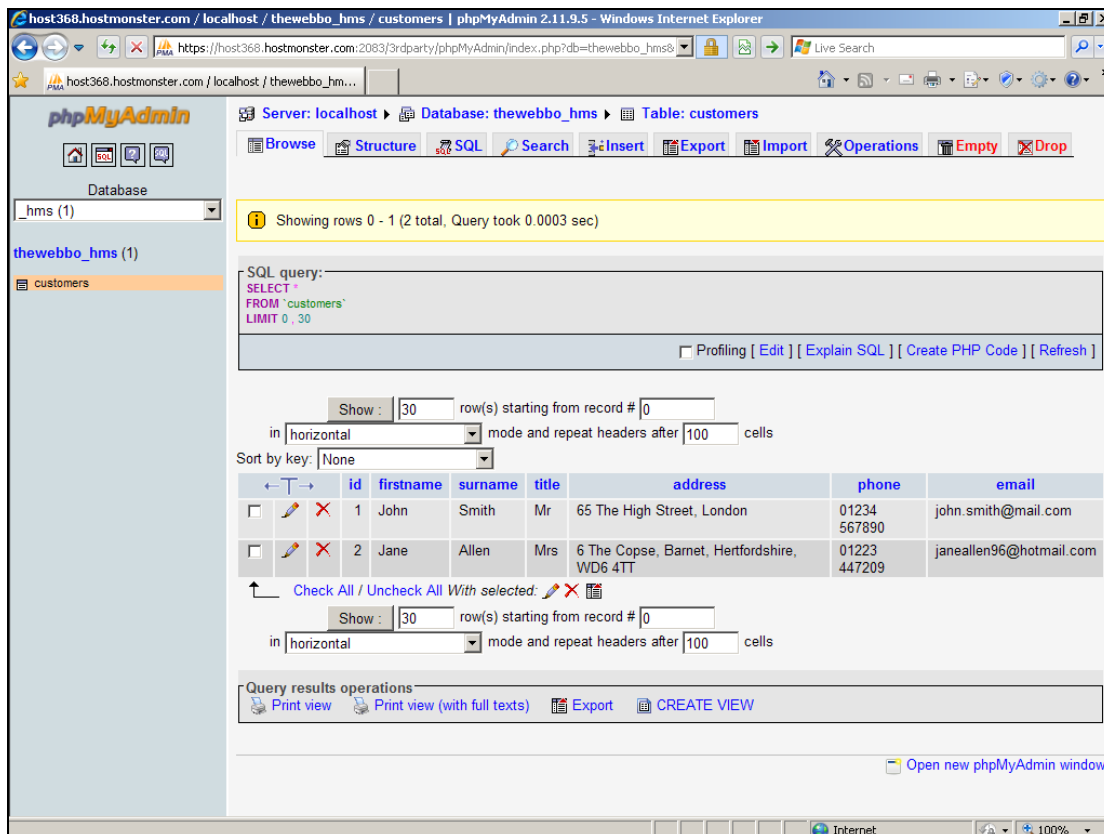 host368.hostmonster.com / localhost / thewebbo_hms / customers | phpMyAdmin 2.11.9.5 - Windows Internet Explorer
https://host368.hostmonster.com:2083/3rdparty/phpMyAdmin/index.php?db=thewebbo_hms&
Live Search
host368.hostmonster.com / localhost / thewebbo_hm...
phpMyAdmin
Server: localhost Database: thewebbo_hms Table: customers
Browse Structure SQL Search Insert Export Import Operations Empty Drop
Database
_hms (1)
thewebbo_hms (1)
customers
Showing rows 0 - 1 (2 total, Query took 0.0003 sec)
SQL query:
SELECT *
FROM `customers`
LIMIT 0 , 30
Profiling [ Edit ] [ Explain SQL ] [ Create PHP Code ] [ Refresh ]
Show : 30 row(s) starting from record # 0
in horizontal mode and repeat headers after 100 cells
Sort by key: None
←T→ id firstname surname title address phone email
1 John Smith Mr 65 The High Street, London 01234 567890 john.smith@mail.com
2 Jane Allen Mrs 6 The Copse, Barnet, Hertfordshire, WD6 4TT 01223 447209 janeallen96@hotmail.com
Check All / Uncheck All With selected:
Show : 30 row(s) starting from record # 0
in horizontal mode and repeat headers after 100 cells
Query results operations
Print view Print view (with full texts) Export CREATE VIEW
Open new phpMyAdmin window
Internet 100%